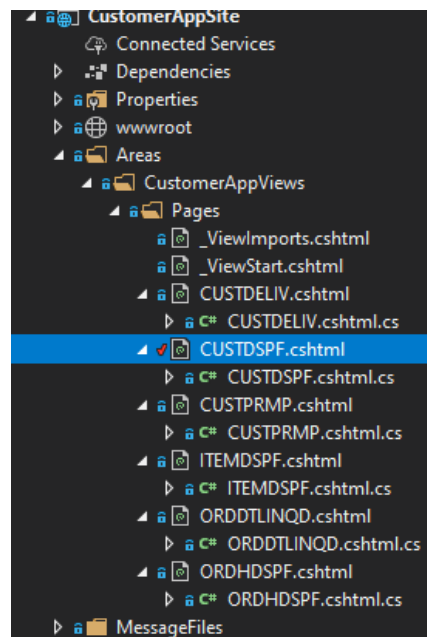 CustomerAppSite
Connected Services
Dependencies
Properties
wwwroot
Areas
CustomerAppViews
Pages
_ViewImports.cshtml
_ViewStart.cshtml
CUSTDELIV.cshtml
C# CUSTDELIV.cshtml.cs
CUSTDSPF.cshtml
C# CUSTDSPF.cshtml.cs
CUSTPRMP.cshtml
C# CUSTPRMP.cshtml.cs
ITEMDSPF.cshtml
C# ITEMDSPF.cshtml.cs
ORDDTLINQD.cshtml
C# ORDDTLINQD.cshtml.cs
ORDHDSPF.cshtml
C# ORDHDSPF.cshtml.cs
MessageFiles